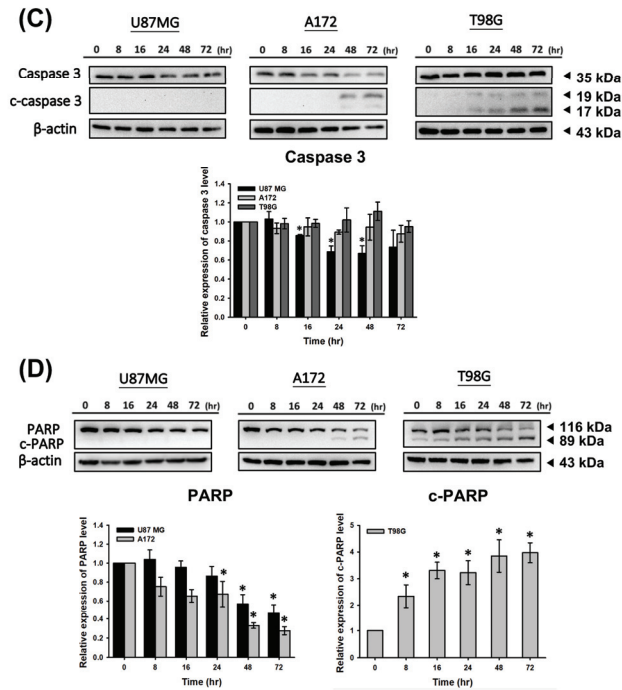 (C)
U87MG A172 T98G
0 8 16 24 48 72 (hr) 0 8 16 24 48 72 (hr) 0 8 16 24 48 72 (hr)
Caspase 3 ◄ 35 kDa
c-caspase 3 ◄ 19 kDa
◄ 17 kDa
β-actin ◄ 43 kDa
Caspase 3
Relative expression of caspase 3 level
1.4
1.2
1.0
0.8
0.6
0.4
0.2
0.0
U87 MG
A172
T98G
* * *
0 8 16 24 48 72
Time (hr)
(D)
U87MG A172 T98G
0 8 16 24 48 72 (hr) 0 8 16 24 48 72 (hr) 0 8 16 24 48 72 (hr)
PARP ◄ 116 kDa
c-PARP ◄ 89 kDa
β-actin ◄ 43 kDa
PARP
Relative expression of PARP level
1.4
1.2
1.0
0.8
0.6
0.4
0.2
0.0
U87 MG
A172
* * * * *
0 8 16 24 48 72
Time (hr)
c-PARP
Relative expression of c-PARP level
5
4
3
2
1
0
T98G
* * * * *
0 8 16 24 48 72
Time (hr)